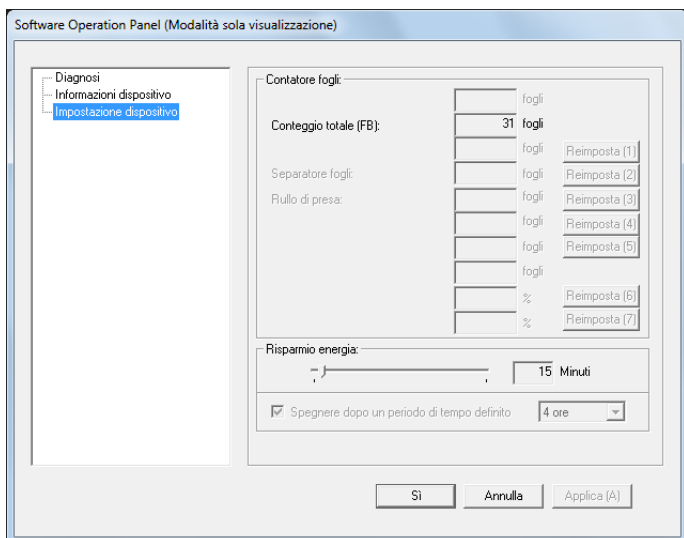 Software Operation Panel (Modalità sola visualizzazione)
Diagnosi
Informazioni dispositivo
Impostazione dispositivo
Contatore fogli:
fogli
Conteggio totale (FB): 31 fogli
fogli Reimposta (1)
Separatore fogli: fogli Reimposta (2)
Rullo di presa: fogli Reimposta (3)
fogli Reimposta (4)
fogli Reimposta (5)
fogli
% Reimposta (6)
% Reimposta (7)
Risparmio energia:
15 Minuti
Spegnere dopo un periodo di tempo definito 4 ore
Sì Annulla Applica (A)